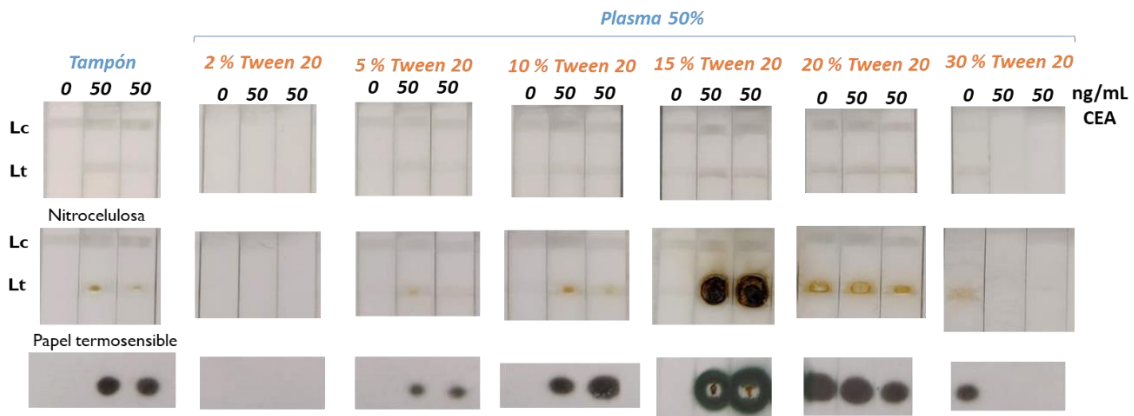 Plasma 50%
Tampón 2 % Tween 20 5 % Tween 20 10 % Tween 20 15 % Tween 20 20 % Tween 20 30 % Tween 20
0 50 50 0 50 50 0 50 50 0 50 50 0 50 50 0 50 50 0 50 50 ng/mL
CEA
Lc
Lt
Nitrocelulosa
Lc
Lt
Papel termosensible